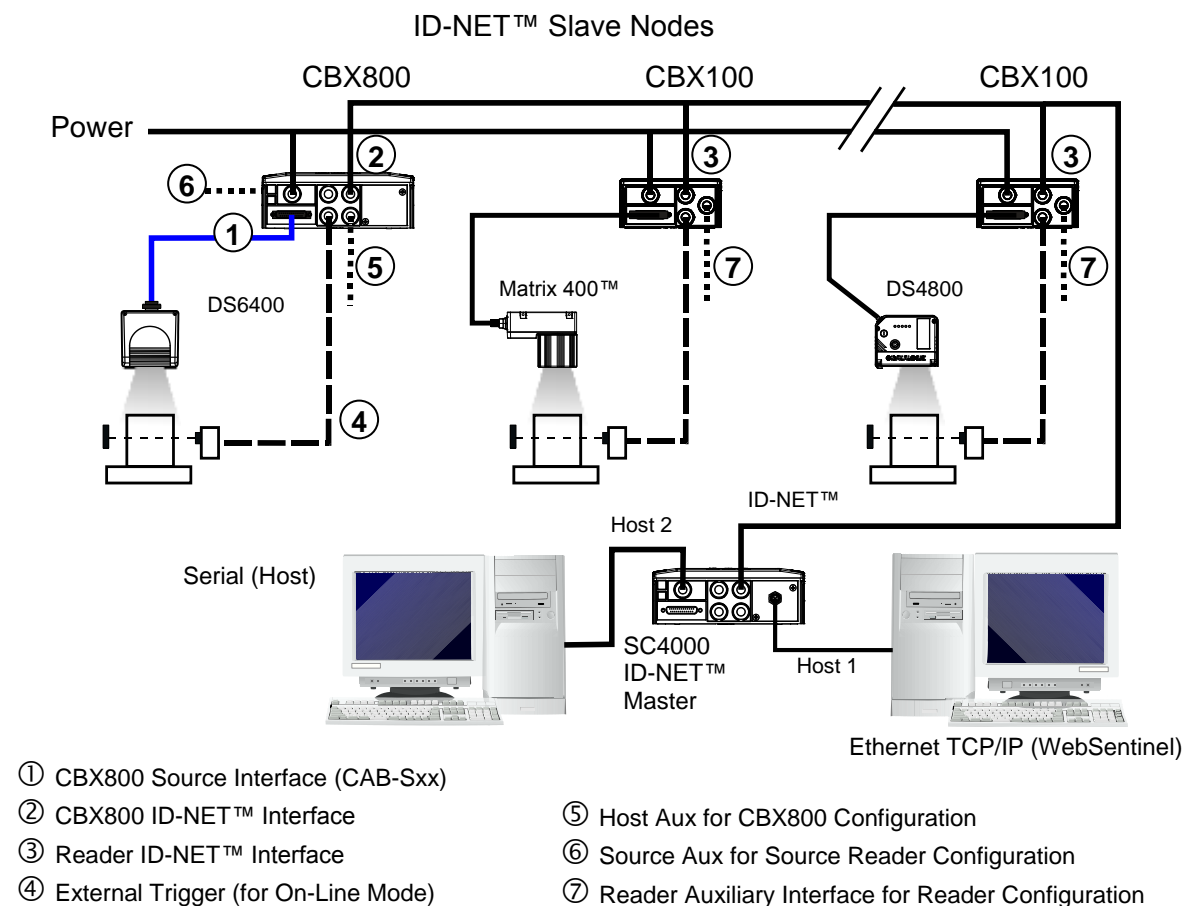 ID-NET™ Slave Nodes
CBX800
CBX100
CBX100
Power
2
3
3
6
1
5
7
7
DS6400
Matrix 400™
DS4800
4
ID-NET™
Host 2
Serial (Host)
SC4000
ID-NET™
Master
Host 1
Ethernet TCP/IP (WebSentinel)
① CBX800 Source Interface (CAB-Sxx)
② CBX800 ID-NET™ Interface
③ Reader ID-NET™ Interface
④ External Trigger (for On-Line Mode)
⑤ Host Aux for CBX800 Configuration
⑥ Source Aux for Source Reader Configuration
⑦ Reader Auxiliary Interface for Reader Configuration